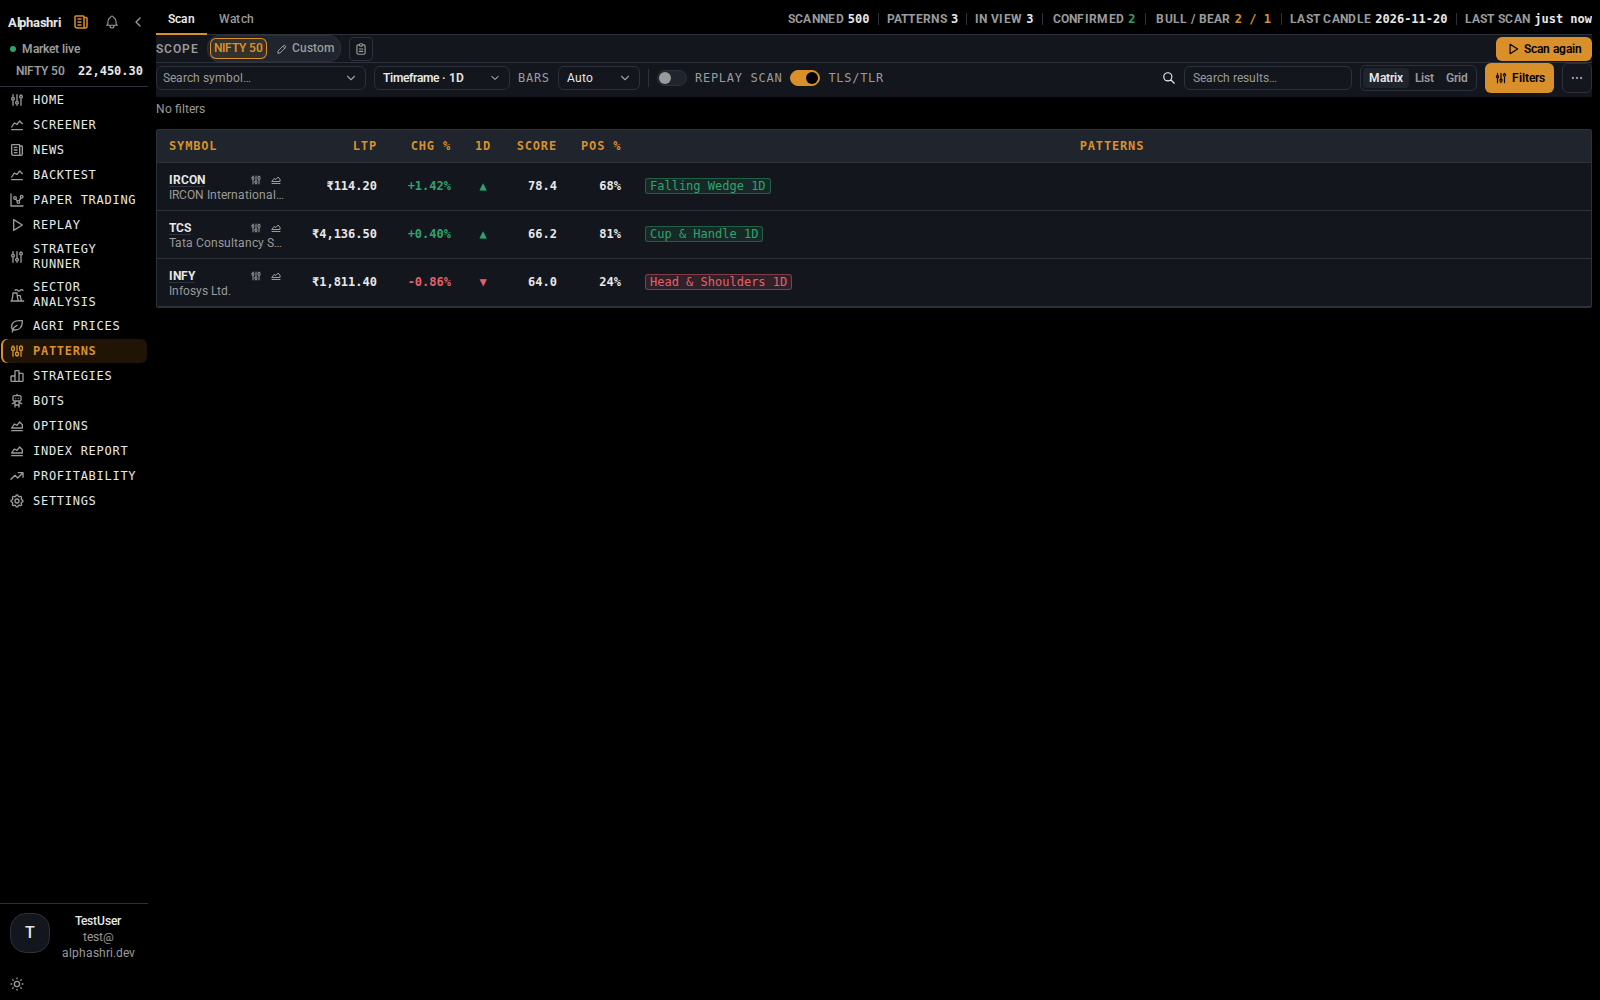 Alphashri
Market live
NIFTY 50 22,450.30
HOME
SCREENER
NEWS
BACKTEST
PAPER TRADING
REPLAY
STRATEGY
RUNNER
SECTOR
ANALYSIS
AGRI PRICES
PATTERNS
STRATEGIES
BOTS
OPTIONS
INDEX REPORT
PROFITABILITY
SETTINGS
T
TestUser
test@
alphashri.dev
Scan Watch
SCANNED 500 PATTERNS 3 IN VIEW 3 CONFIRMED 2 BULL / BEAR 2 / 1 LAST CANDLE 2026-11-20 LAST SCAN just now
SCOPE NIFTY 50 Custom Scan again
Search symbol... Timeframe · 1D BARS Auto REPLAY SCAN TLS/TLR Search results... Matrix List Grid Filters
No filters
SYMBOL LTP CHG % 1D SCORE POS % PATTERNS
IRCON ₹114.20 +1.42% ▲ 78.4 68% Falling Wedge 1D
IRCON International...
TCS ₹4,136.50 +0.40% ▲ 66.2 81% Cup & Handle 1D
Tata Consultancy S...
INFY ₹1,811.40 -0.86% ▼ 64.0 24% Head & Shoulders 1D
Infosys Ltd.